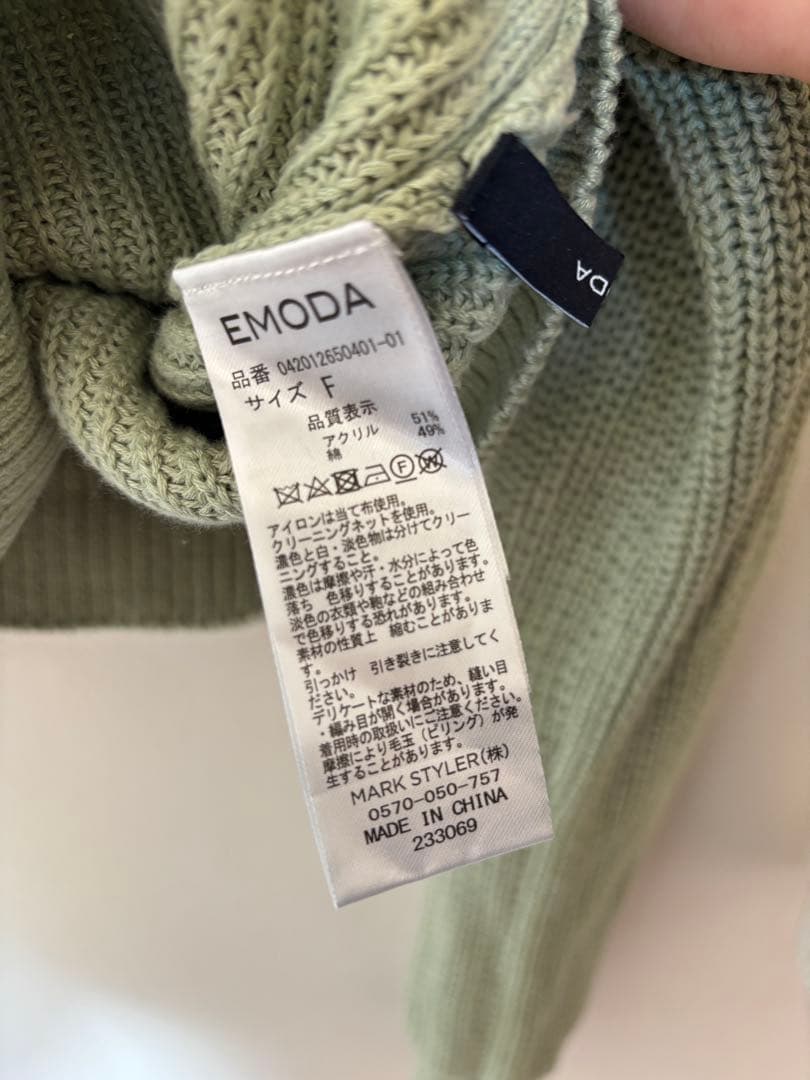 EMODA
品番 042012650401-01
サイズ F
品質表示
アクリル 51%
綿 49%
F W
アイロンは当て布使用。
クリーニングネットを使用。
濃色と白・淡色物は分けてクリー
ニングすること。
濃色は摩擦や汗・水分によって色
落ち 色移りすることがあります。
淡色の衣類や鞄などの組み合わせ
で色移りする恐れがあります。
素材の性質上 縮むことがありま
す。
引っかけ 引き裂きに注意してく
ださい。
デリケートな素材のため、縫い目
・編み目が開く場合があります。
着用時の取扱いにご注意ください。
摩擦により毛玉（ピリング）が発
生することがあります。
MARK STYLER(株)
0570-050-757
MADE IN CHINA
233069
ODA